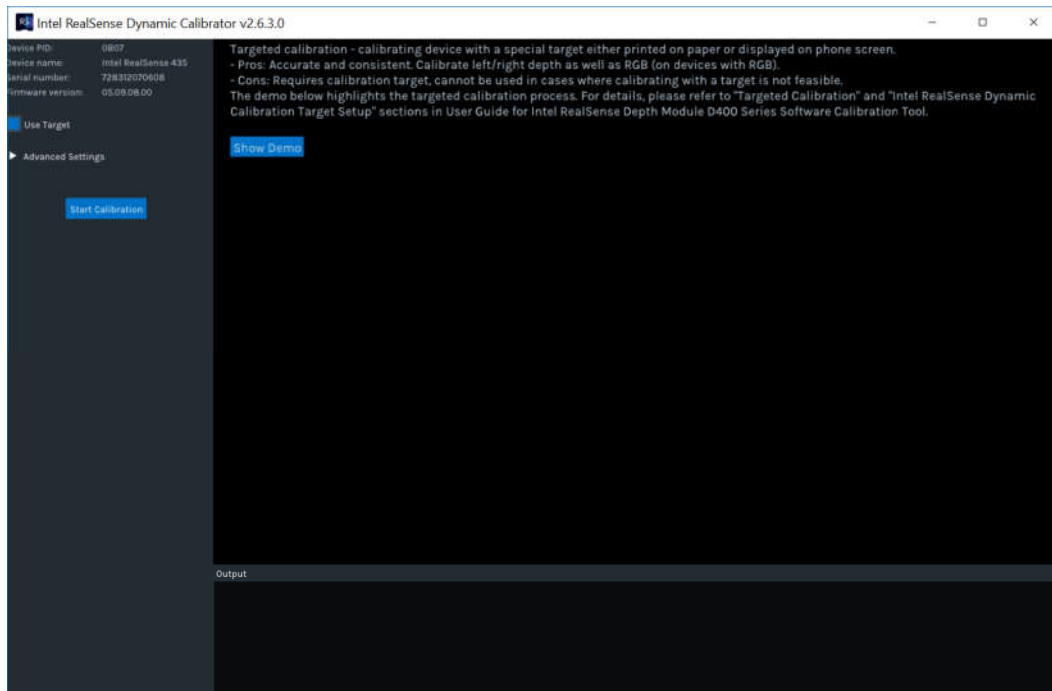 Intel RealSense Dynamic Calibrator v2.6.3.0
Device PID: 0B07
Device name: Intel RealSense 435
Serial number: 728312070608
Firmware version: 05.09.08.00
Use Target
Advanced Settings
Start Calibration
Targeted calibration - calibrating device with a special target either printed on paper or displayed on phone screen.
- Pros: Accurate and consistent. Calibrate left/right depth as well as RGB (on devices with RGB).
- Cons: Requires calibration target, cannot be used in cases where calibrating with a target is not feasible.
The demo below highlights the targeted calibration process. For details, please refer to "Targeted Calibration" and "Intel RealSense Dynamic
Calibration Target Setup" sections in User Guide for Intel RealSense Depth Module D400 Series Software Calibration Tool.
Show Demo
Output